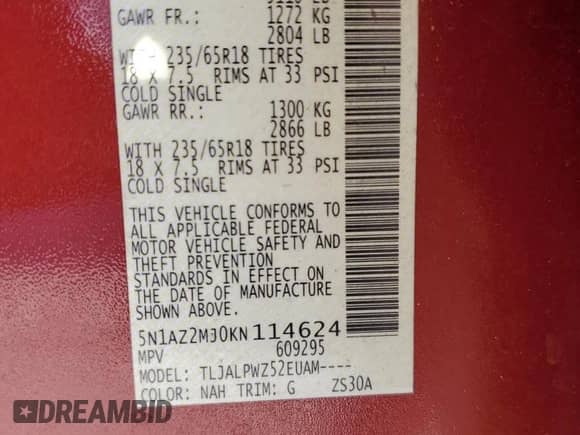 GAWR FR.: 1272 KG
2804 LB
WITH 235/65R18 TIRES
18 X 7.5 RIMS AT 33 PSI
COLD SINGLE
GAWR RR.: 1300 KG
2866 LB
WITH 235/65R18 TIRES
18 X 7.5 RIMS AT 33 PSI
COLD SINGLE
THIS VEHICLE CONFORMS TO
ALL APPLICABLE FEDERAL
MOTOR VEHICLE SAFETY AND
THEFT PREVENTION
STANDARDS IN EFFECT ON
THE DATE OF MANUFACTURE
SHOWN ABOVE.
5N1AZ2MJ0KN114624
MPV 609295
MODEL: TLJALPWZ52EUAM----
COLOR: NAH TRIM: G ZS30A
DREAMBID